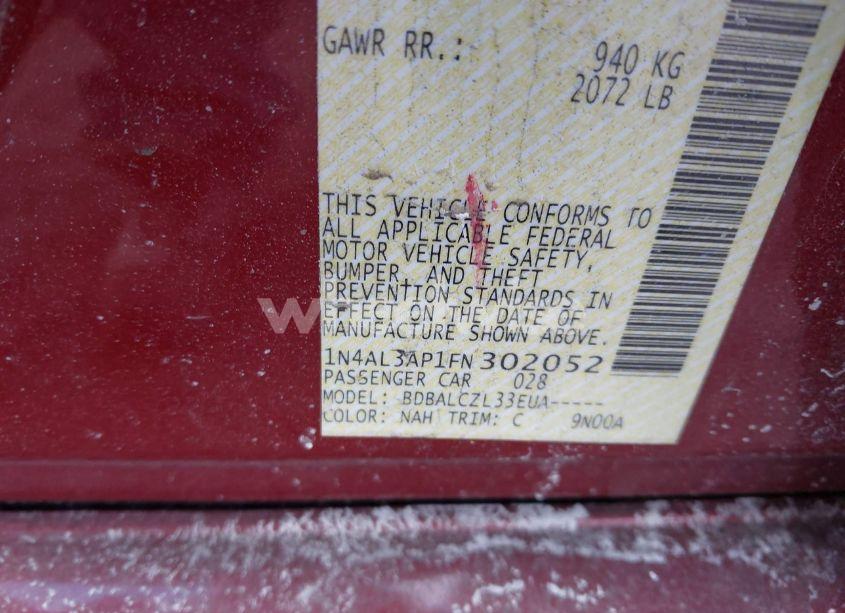 GAWR RR.: 940 KG
2072 LB
THIS VEHICLE CONFORMS TO
ALL APPLICABLE FEDERAL
MOTOR VEHICLE SAFETY,
BUMPER, AND THEFT
PREVENTION STANDARDS IN
EFFECT ON THE DATE OF
MANUFACTURE SHOWN ABOVE.
1N4AL3AP1FN302052
PASSENGER CAR 028
MODEL: BDBALCZL33EUA-----
COLOR: NAH TRIM: C 9N00A